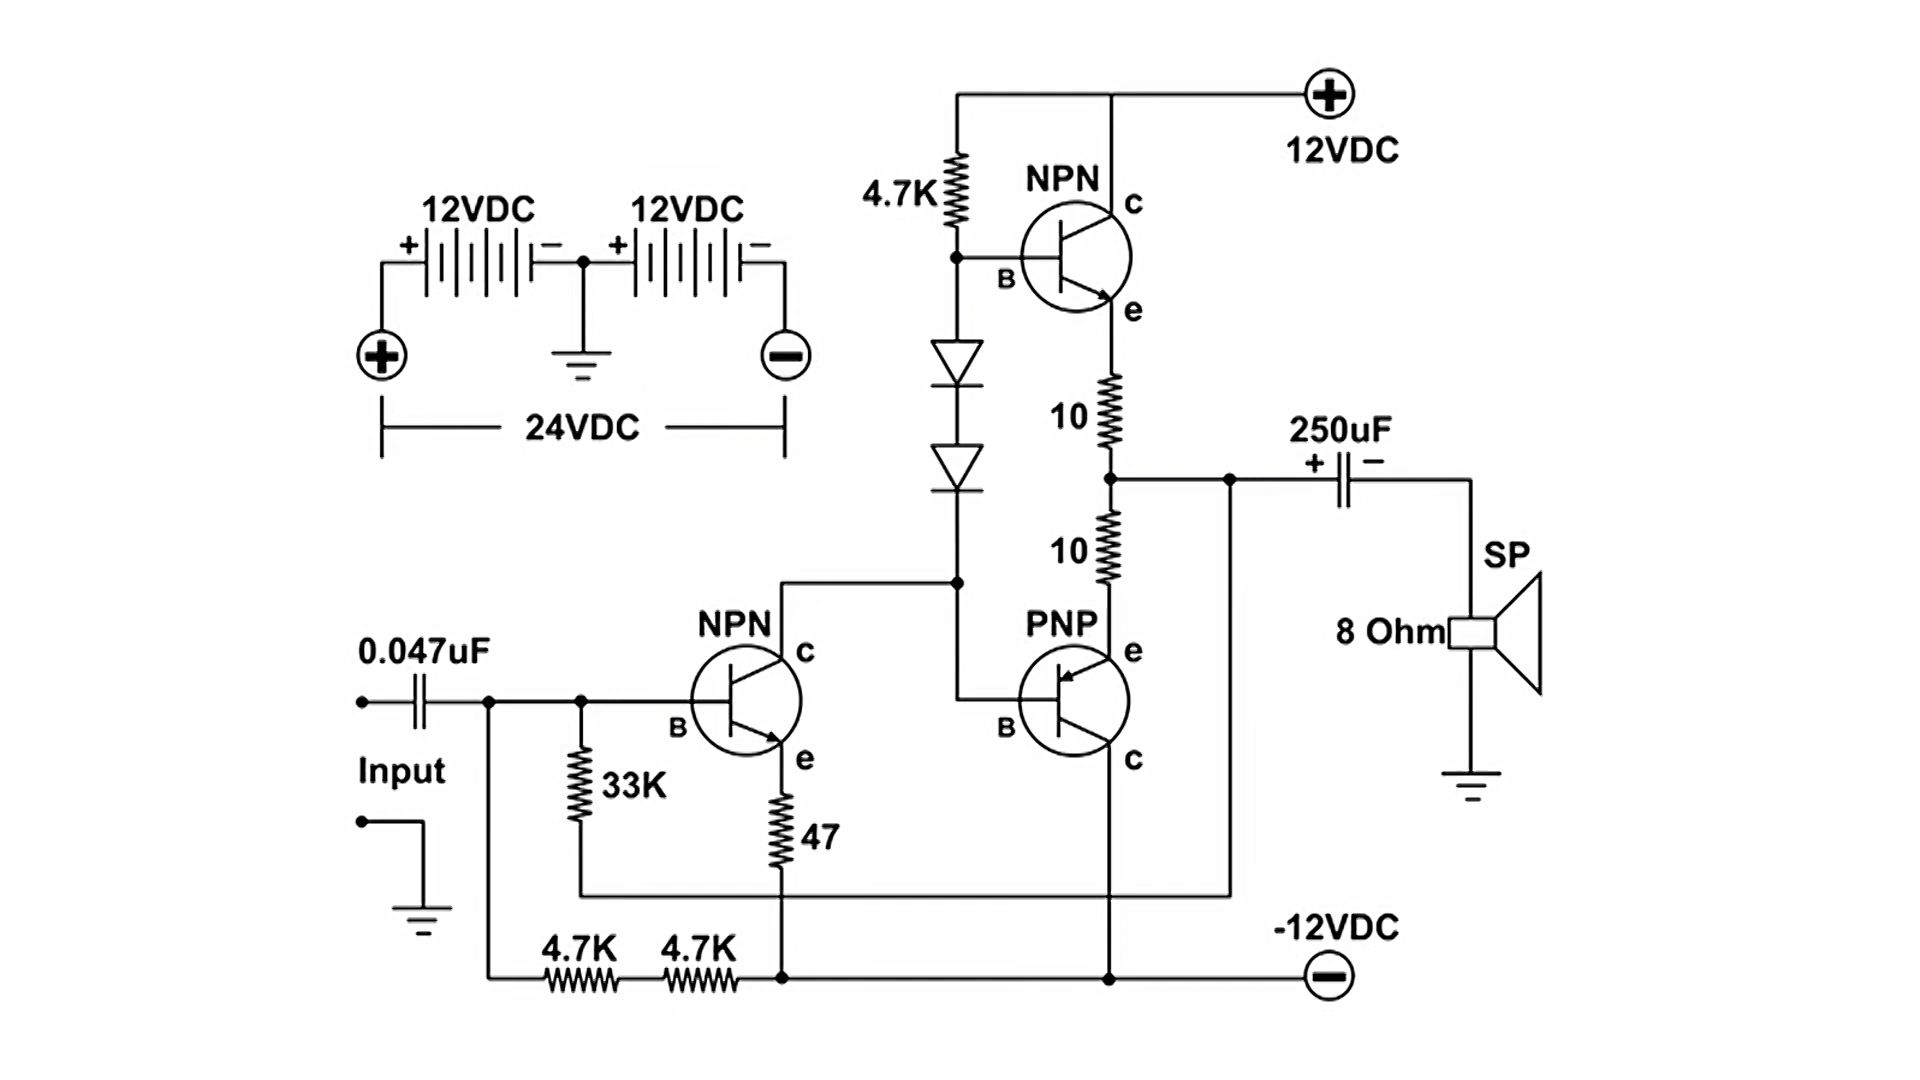 12VDC
4.7K
NPN
c
B
e
12VDC 12VDC
+ − + −
+ −
24VDC
10
250uF
+ −
10
SP
8 Ohm
NPN
c
B
e
PNP
e
B
c
0.047uF
Input
33K
47
4.7K 4.7K
-12VDC